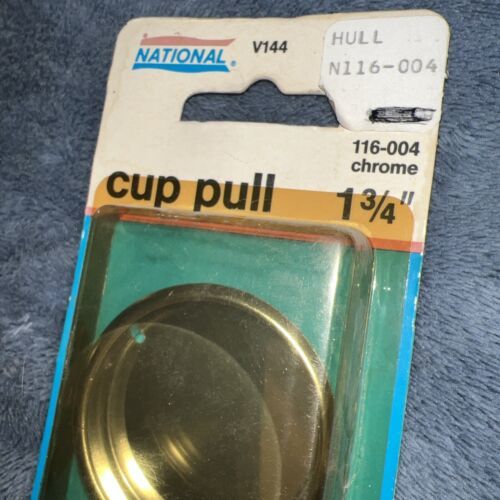 NATIONAL®
V144
HULL
N116-004
116-004
chrome
cup pull
1 3/4"